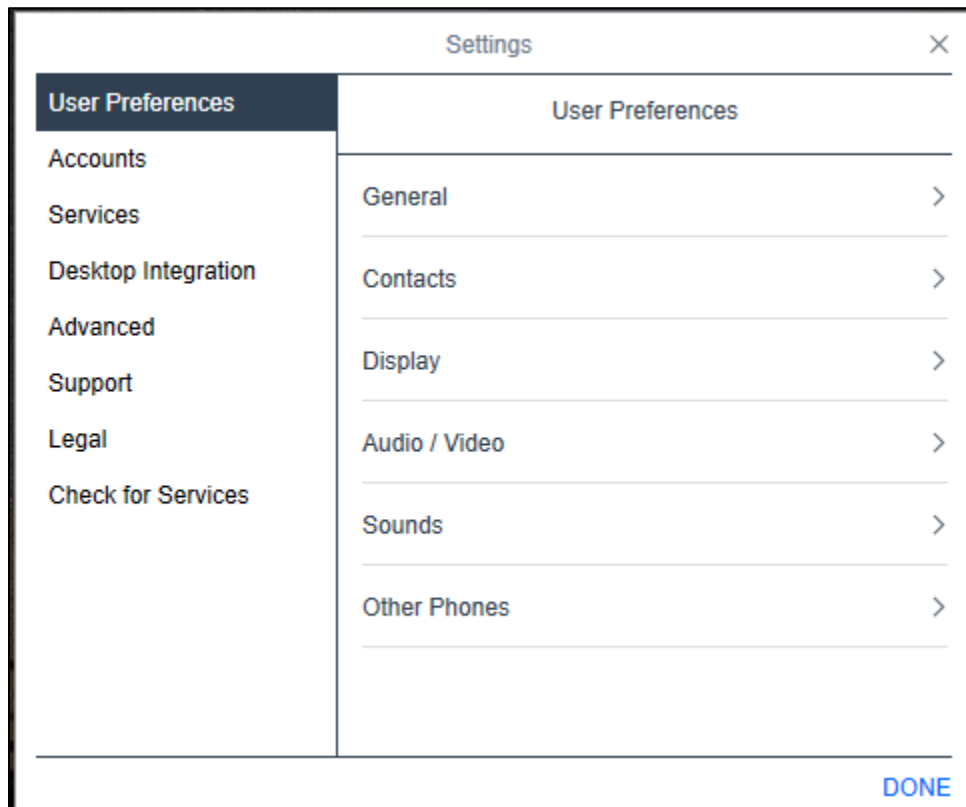 Settings
User Preferences
Accounts
Services
Desktop Integration
Advanced
Support
Legal
Check for Services
User Preferences
General
Contacts
Display
Audio / Video
Sounds
Other Phones
DONE